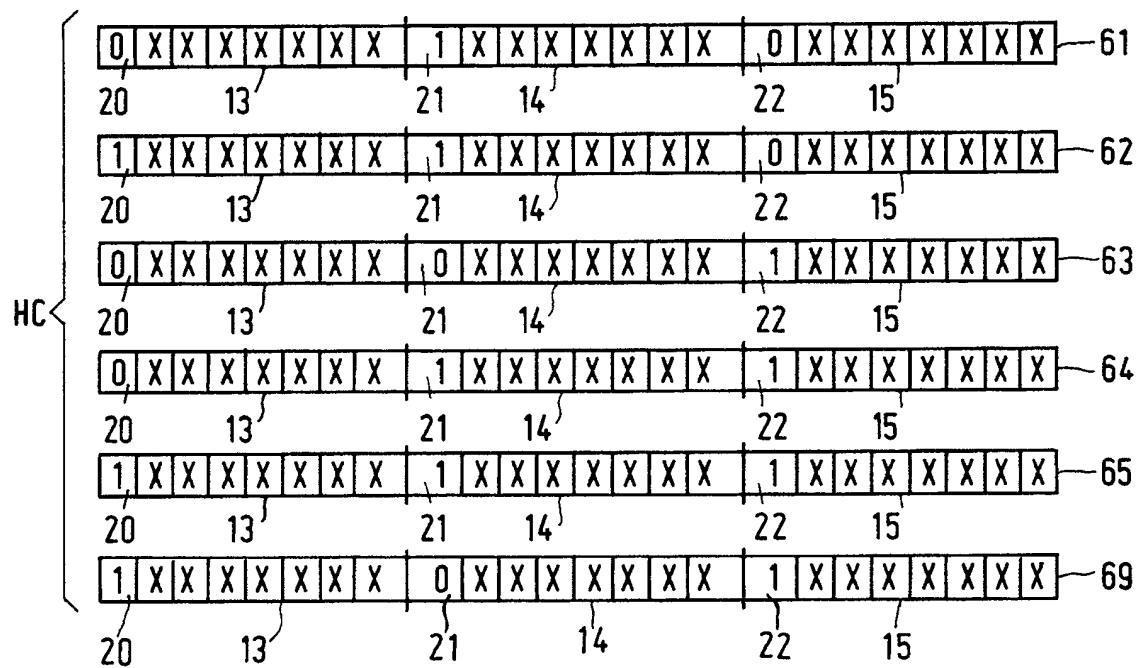 0 X X X X X X X 1 X X X X X X X 0 X X X X X X X 61
20 13 21 14 22 15
1 X X X X X X X 1 X X X X X X X 0 X X X X X X X 62
20 13 21 14 22 15
0 X X X X X X X 0 X X X X X X X 1 X X X X X X X 63
HC
20 13 21 14 22 15
0 X X X X X X X 1 X X X X X X X 1 X X X X X X X 64
20 13 21 14 22 15
1 X X X X X X X 1 X X X X X X X 1 X X X X X X X 65
20 13 21 14 22 15
1 X X X X X X X 0 X X X X X X X 1 X X X X X X X 69
20 13 21 14 22 15